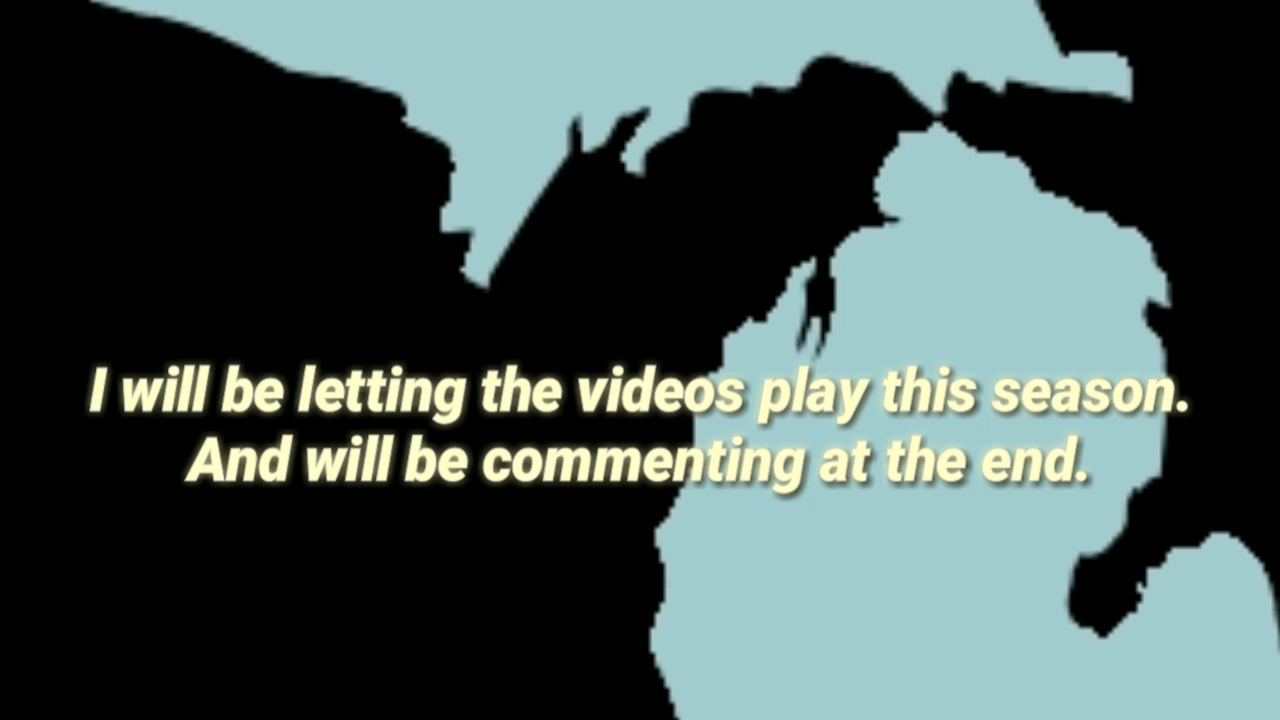 I will be letting the videos play this season.
And will be commenting at the end.